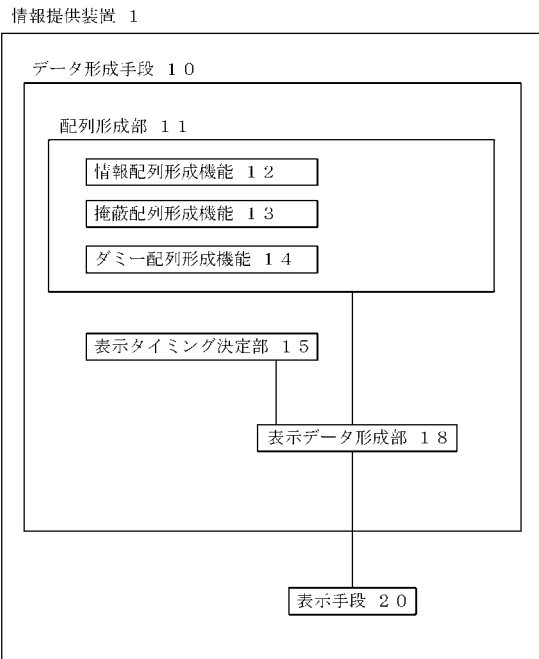 情報提供装置 1
データ形成手段 10
配列形成部 11
情報配列形成機能 12
掩蔽配列形成機能 13
ダミー配列形成機能 14
表示タイミング決定部 15
表示データ形成部 18
表示手段 20